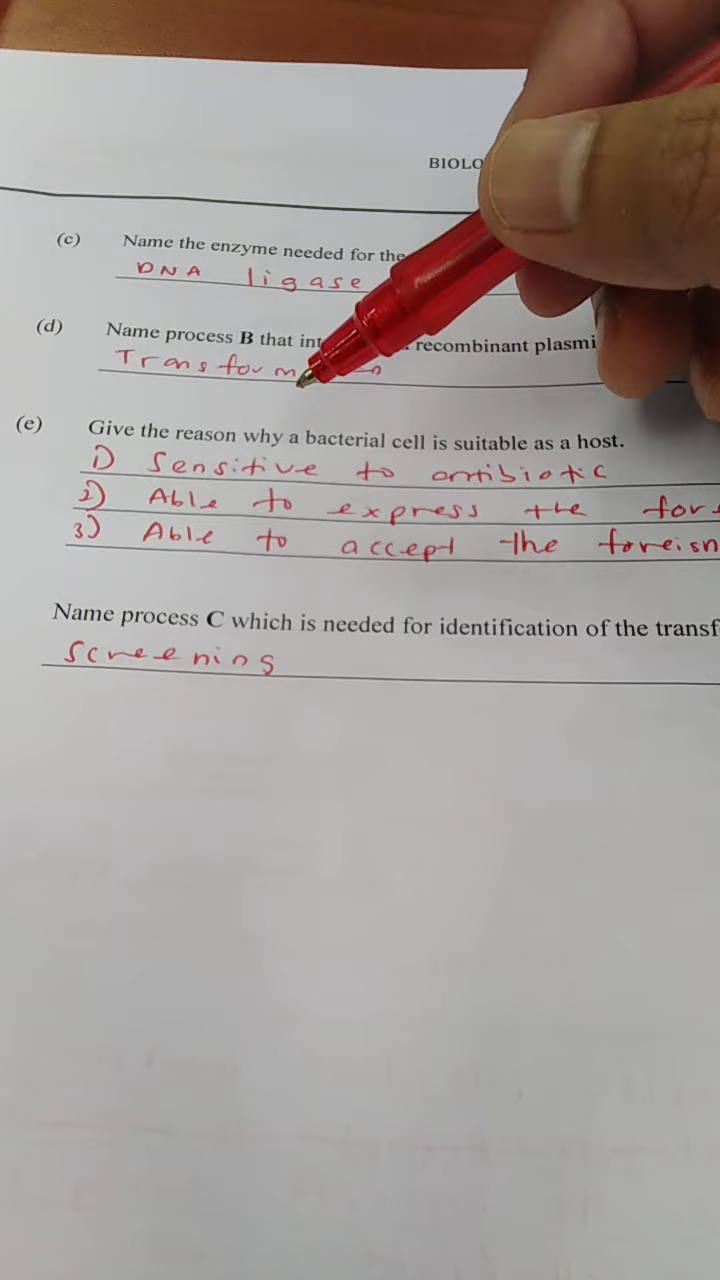 BIOLO
(c) Name the enzyme needed for the
DNA ligase
(d) Name process B that int recombinant plasmi
Transform n
(e) Give the reason why a bacterial cell is suitable as a host.
1) Sensitive to antibiotic
2) Able to express the for
3) Able to accept the foreign
Name process C which is needed for identification of the transf
Screening